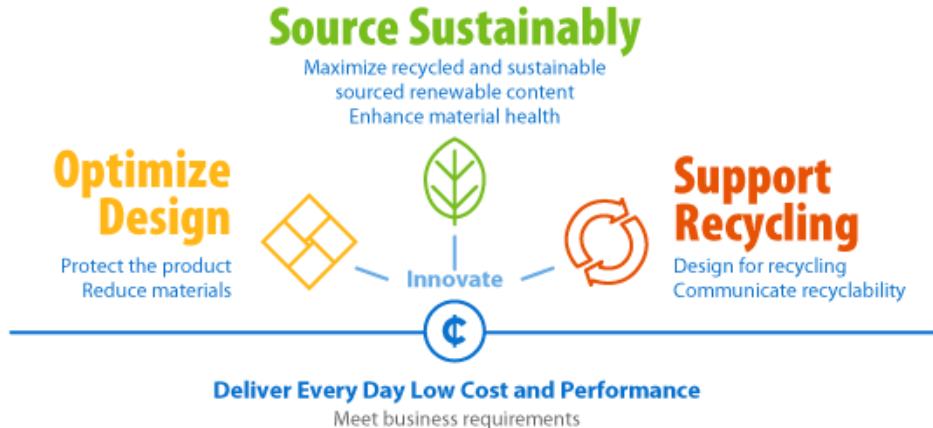 Source Sustainably
Maximize recycled and sustainable
sourced renewable content
Enhance material health
Optimize
Design
Protect the product
Reduce materials
Support
Recycling
Design for recycling
Communicate recyclability
Innovate
¢
Deliver Every Day Low Cost and Performance
Meet business requirements